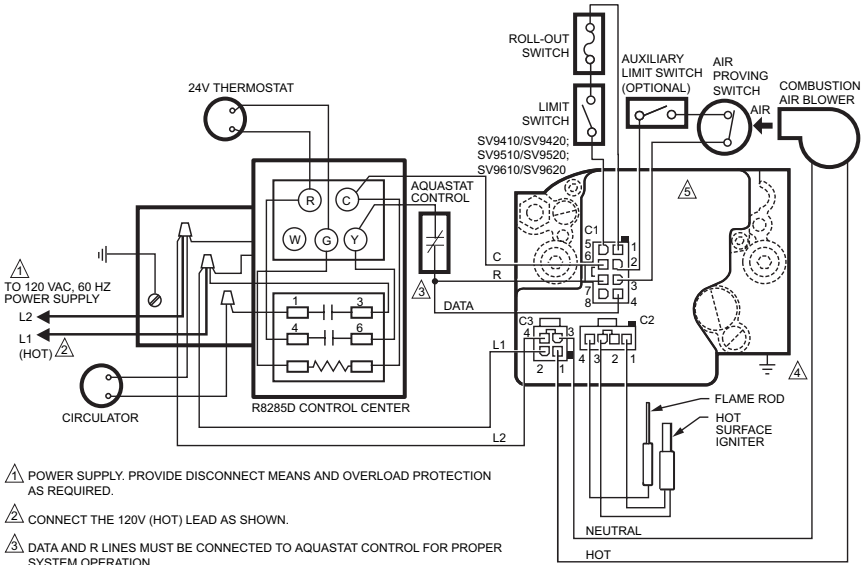 ROLL-OUT
SWITCH
AUXILIARY
LIMIT SWITCH
(OPTIONAL)
AIR
PROVING
SWITCH
COMBUSTION
AIR BLOWER
AIR
24V THERMOSTAT
LIMIT
SWITCH
SV9410/SV9420;
SV9510/SV9520;
SV9610/SV9620
AQUASTAT
CONTROL
R
C
W
G
Y
5
C1
5
1
6
2
7
3
8
4
C
R
3
DATA
1
TO 120 VAC, 60 HZ
POWER SUPPLY
L2
L1
(HOT)
2
1
3
4
6
L1
C3
4
3
2
1
C2
4
3
2
1
4
CIRCULATOR
R8285D CONTROL CENTER
L2
FLAME ROD
HOT
SURFACE
IGNITER
NEUTRAL
HOT
1 POWER SUPPLY. PROVIDE DISCONNECT MEANS AND OVERLOAD PROTECTION
AS REQUIRED.
2 CONNECT THE 120V (HOT) LEAD AS SHOWN.
3 DATA AND R LINES MUST BE CONNECTED TO AQUASTAT CONTROL FOR PROPER
SYSTEM OPERATION